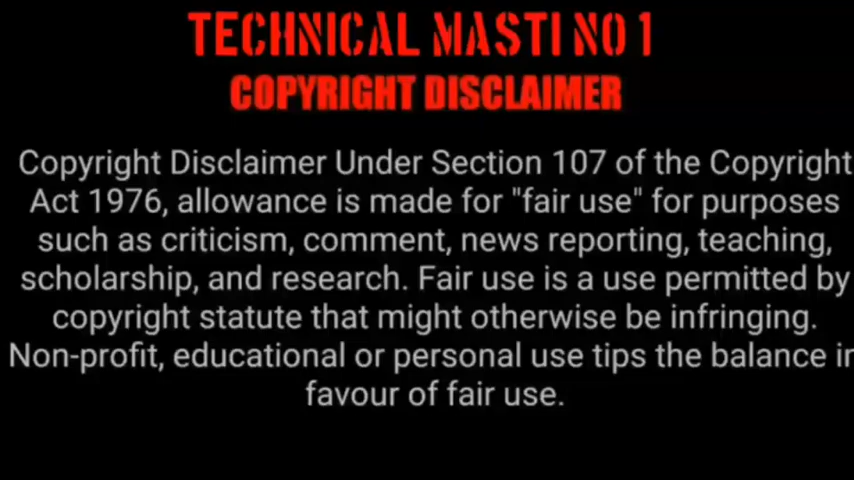 TECHNICAL MASTI NO 1
COPYRIGHT DISCLAIMER
Copyright Disclaimer Under Section 107 of the Copyright
Act 1976, allowance is made for "fair use" for purposes
such as criticism, comment, news reporting, teaching,
scholarship, and research. Fair use is a use permitted by
copyright statute that might otherwise be infringing.
Non-profit, educational or personal use tips the balance in
favour of fair use.